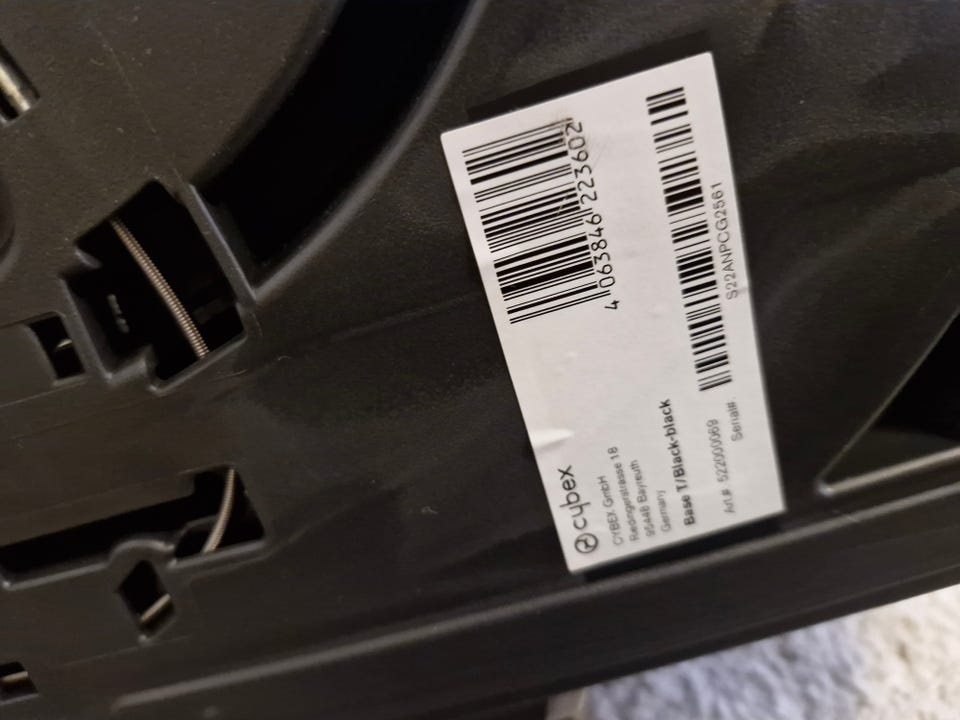 cybex
CYBEX GmbH
Riedingerstrasse 18
95448 Bayreuth
Germany
Base T/Black-black
Art.# 522000069
Serial#:
4 063846 223602
S22ANPCG2561